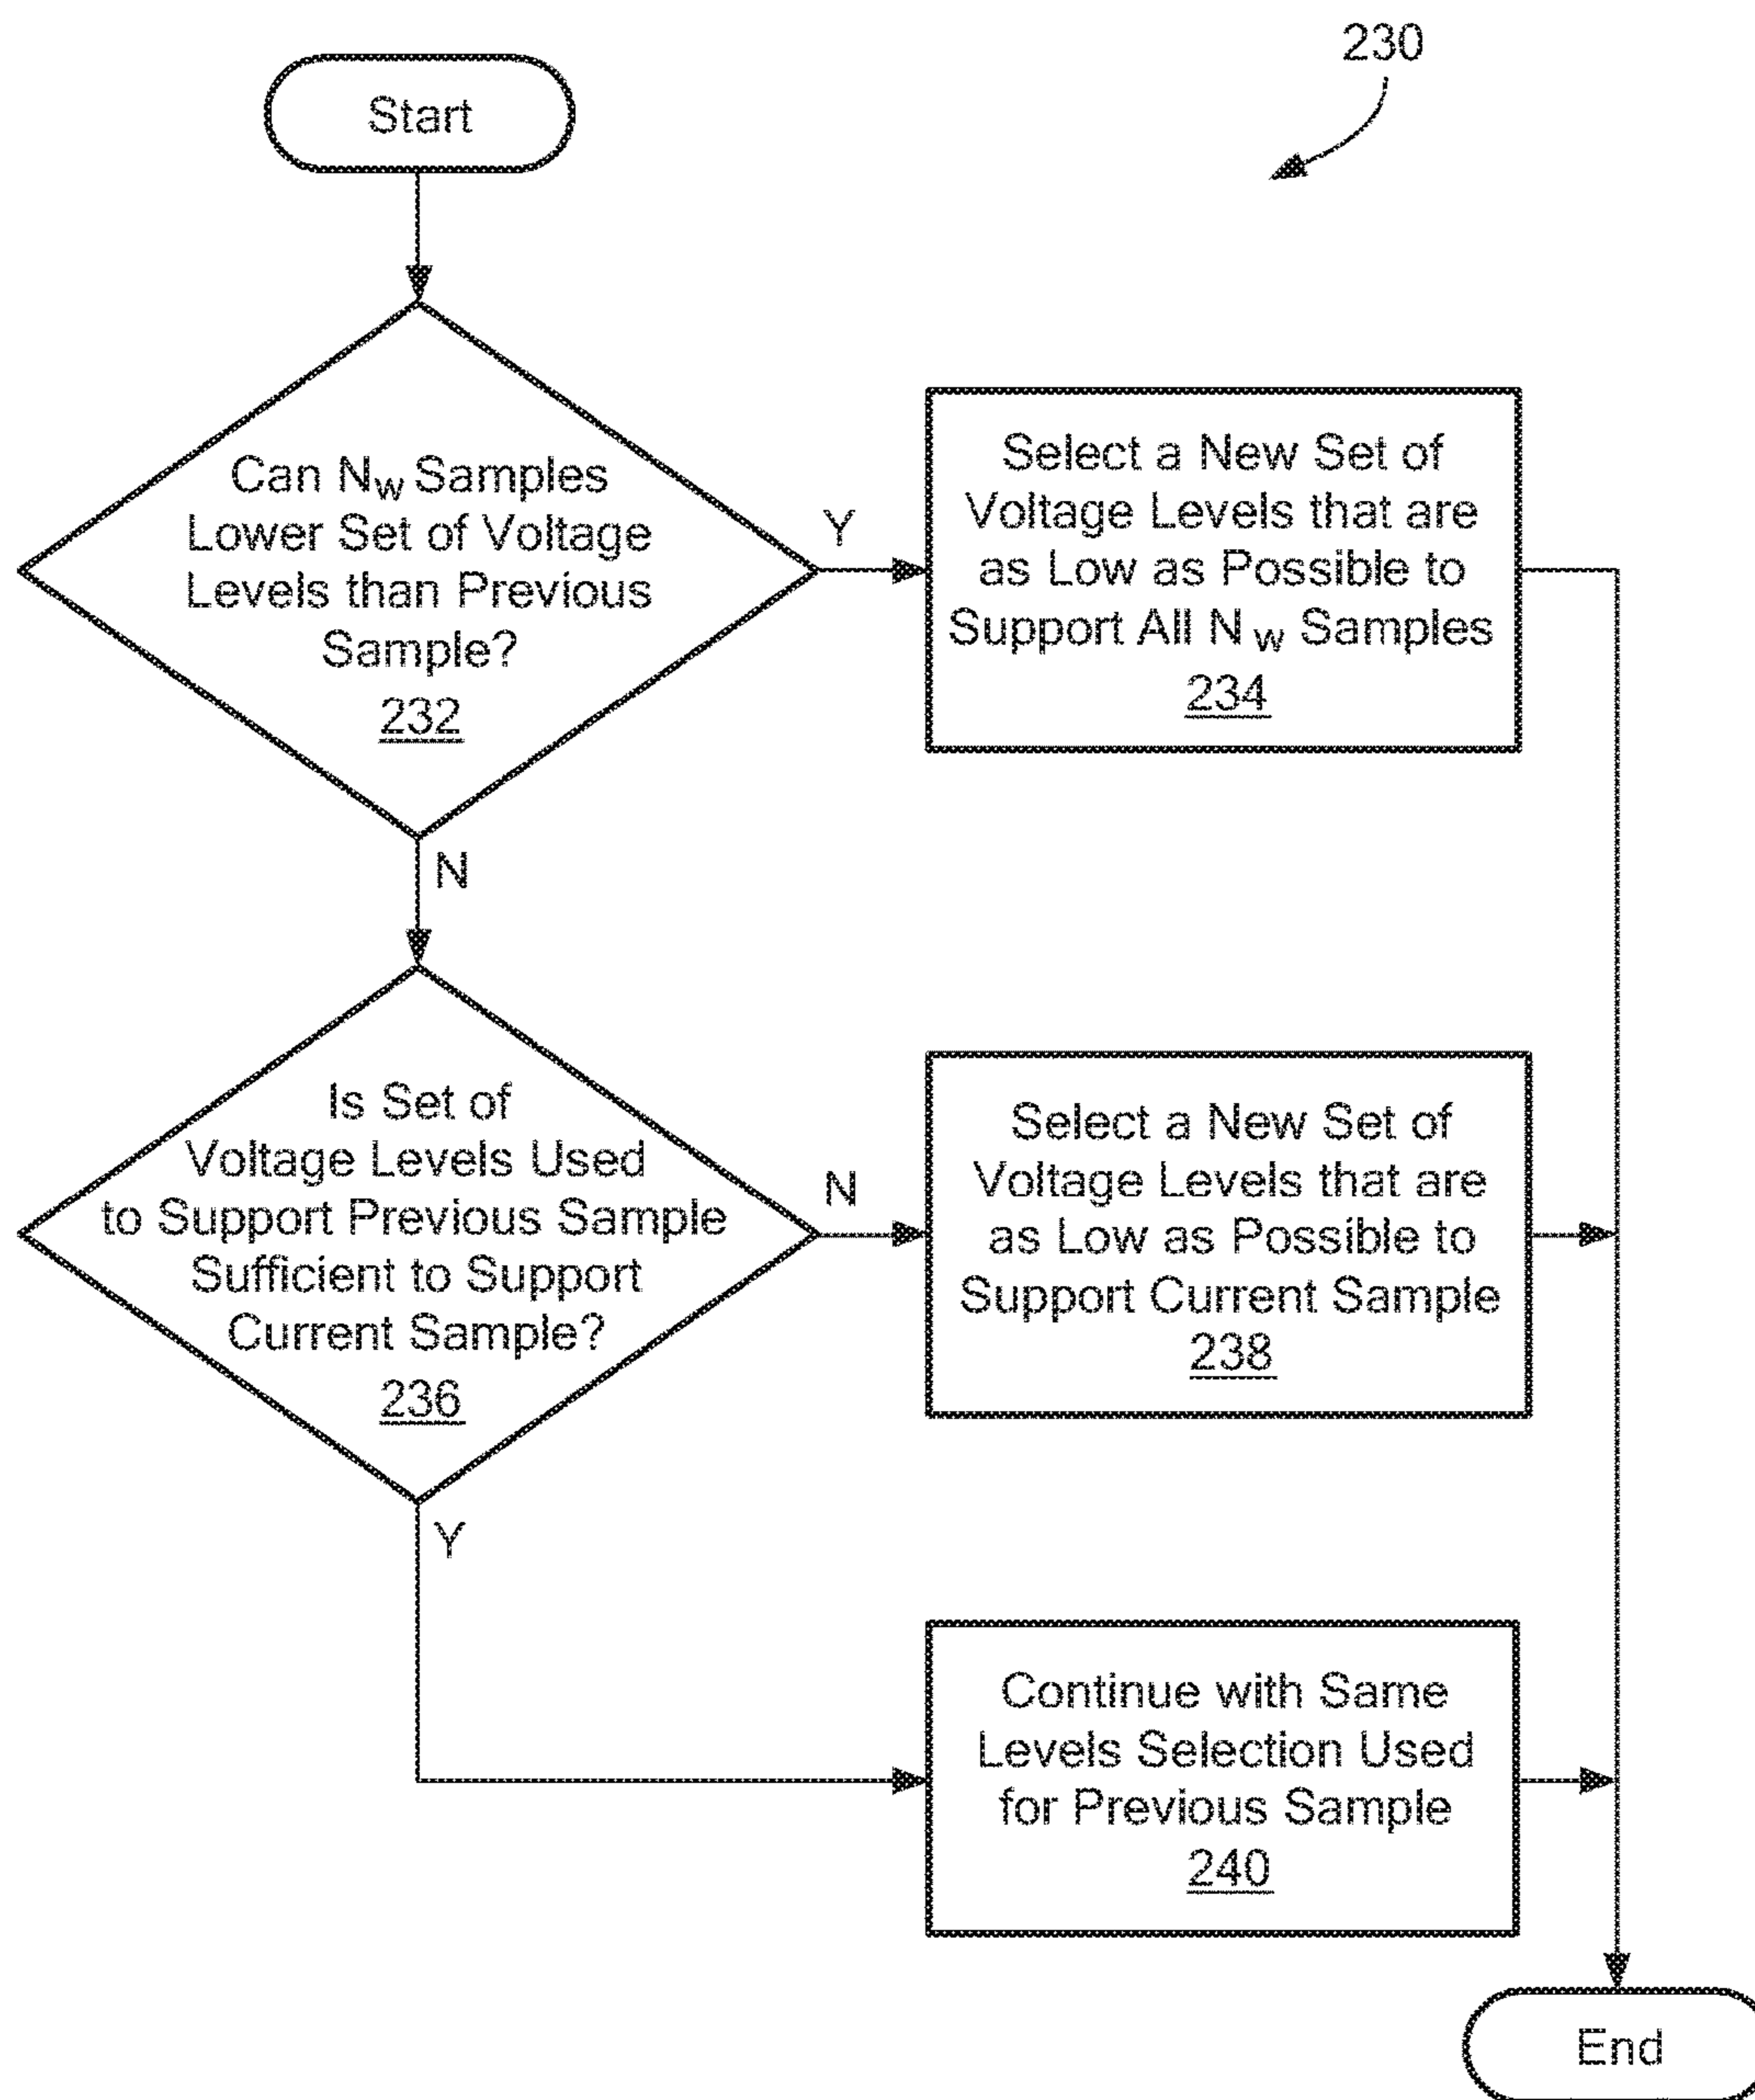 230
Start
Can Nw Samples
Lower Set of Voltage
Levels than Previous
Sample?
232
Y
N
Select a New Set of
Voltage Levels that are
as Low as Possible to
Support All Nw Samples
234
Is Set of
Voltage Levels Used
to Support Previous Sample
Sufficient to Support
Current Sample?
236
N
Y
Select a New Set of
Voltage Levels that are
as Low as Possible to
Support Current Sample
238
Continue with Same
Levels Selection Used
for Previous Sample
240
End